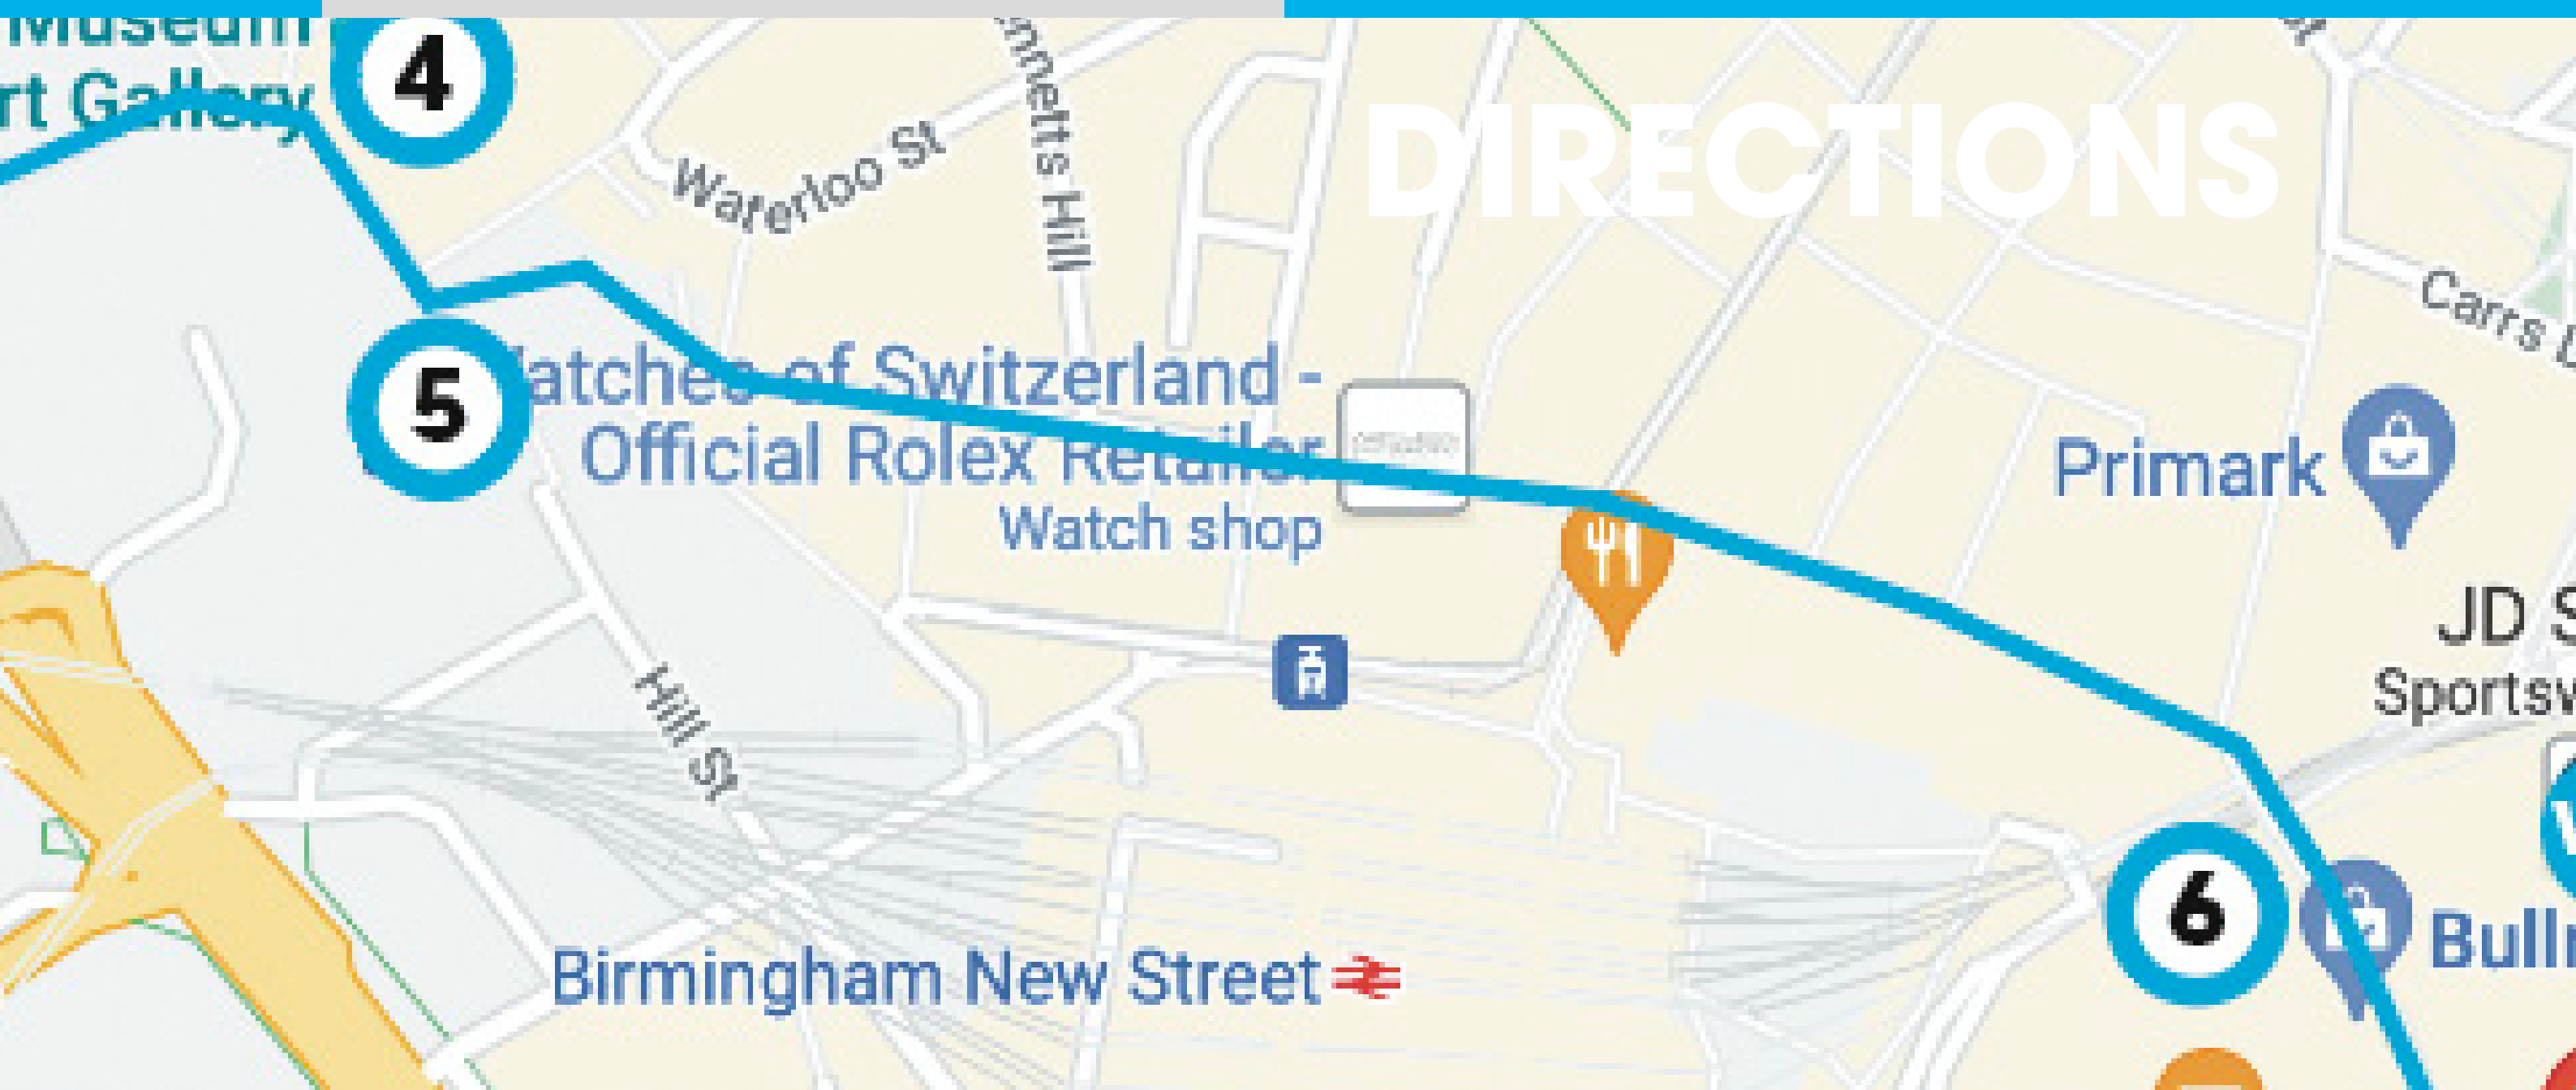 Museum
rt Gallery
4
nnetts Hill
DIRECTIONS
Waterloo St
Carrs
5
atches of Switzerland -
Official Rolex Retailer
Watch shop
Primark
JD S
Sportsw
Hill St
6
Birmingham New Street
Bullr